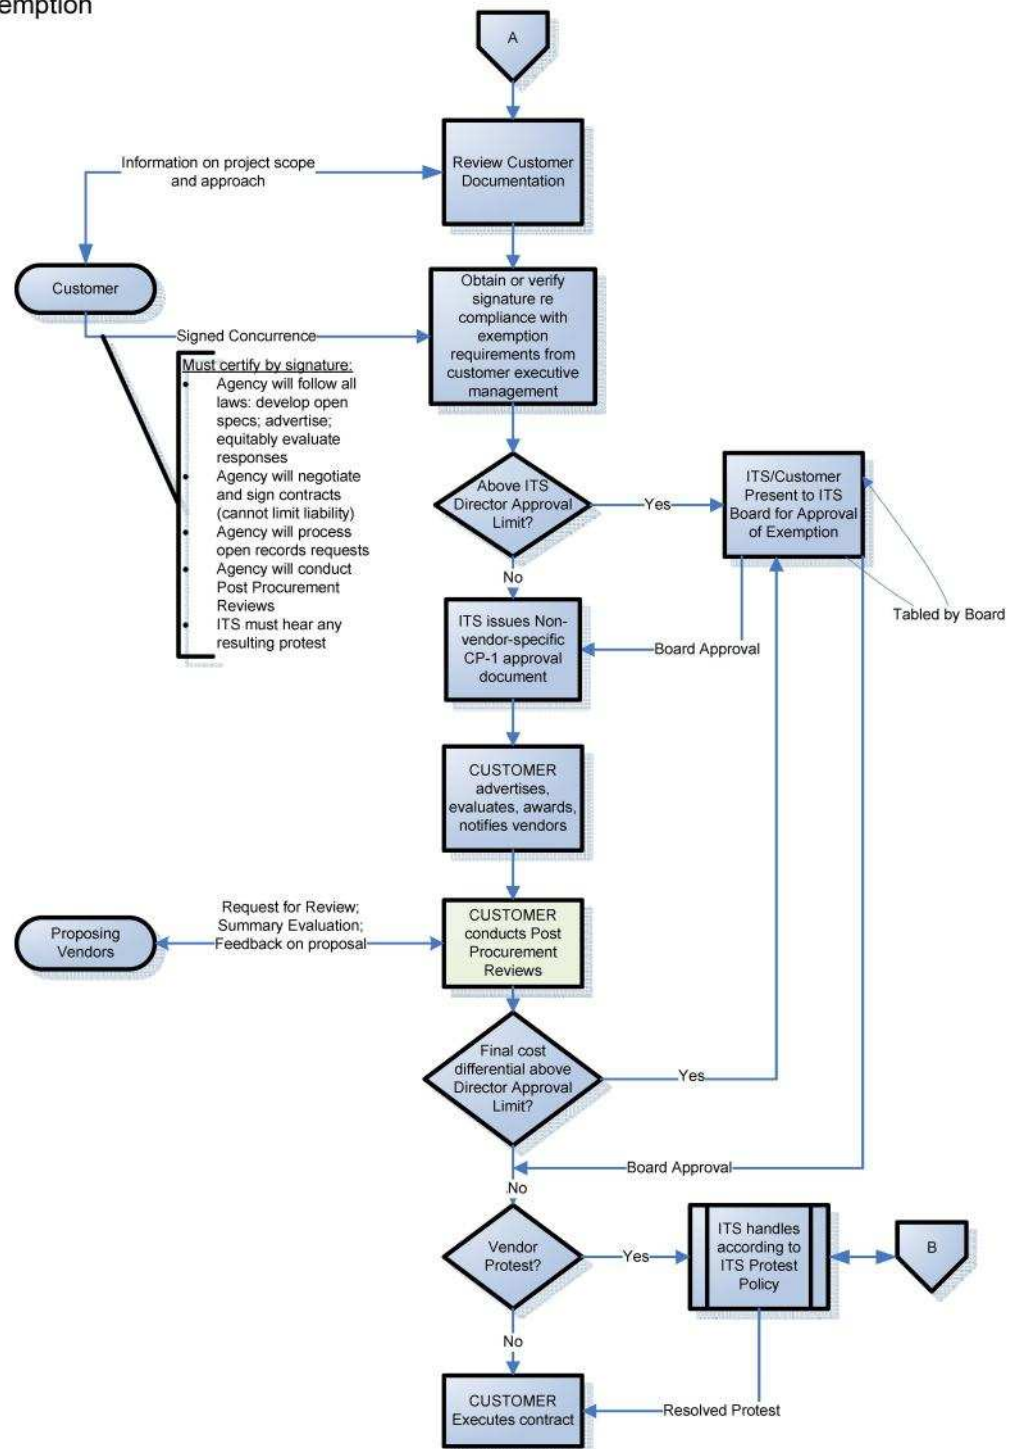 emption
A
Review Customer
Documentation
Information on project scope
and approach
Customer
Obtain or verify
signature re
compliance with
exemption
requirements from
customer executive
management
Signed Concurrence
Must certify by signature:
• Agency will follow all
laws: develop open
specs; advertise;
equitably evaluate
responses
• Agency will negotiate
and sign contracts
(cannot limit liability)
• Agency will process
open records requests
• Agency will conduct
Post Procurement
Reviews
• ITS must hear any
resulting protest
Above ITS
Director Approval
Limit?
Yes
ITS/Customer
Present to ITS
Board for Approval
of Exemption
Tabled by Board
No
ITS issues Non-
vendor-specific
CP-1 approval
document
Board Approval
CUSTOMER
advertises,
evaluates, awards,
notifies vendors
Proposing
Vendors
Request for Review;
Summary Evaluation;
Feedback on proposal
CUSTOMER
conducts Post
Procurement
Reviews
Final cost
differential above
Director Approval
Limit?
Yes
Board Approval
No
Vendor
Protest?
Yes
ITS handles
according to
ITS Protest
Policy
B
No
CUSTOMER
Executes contract
Resolved Protest